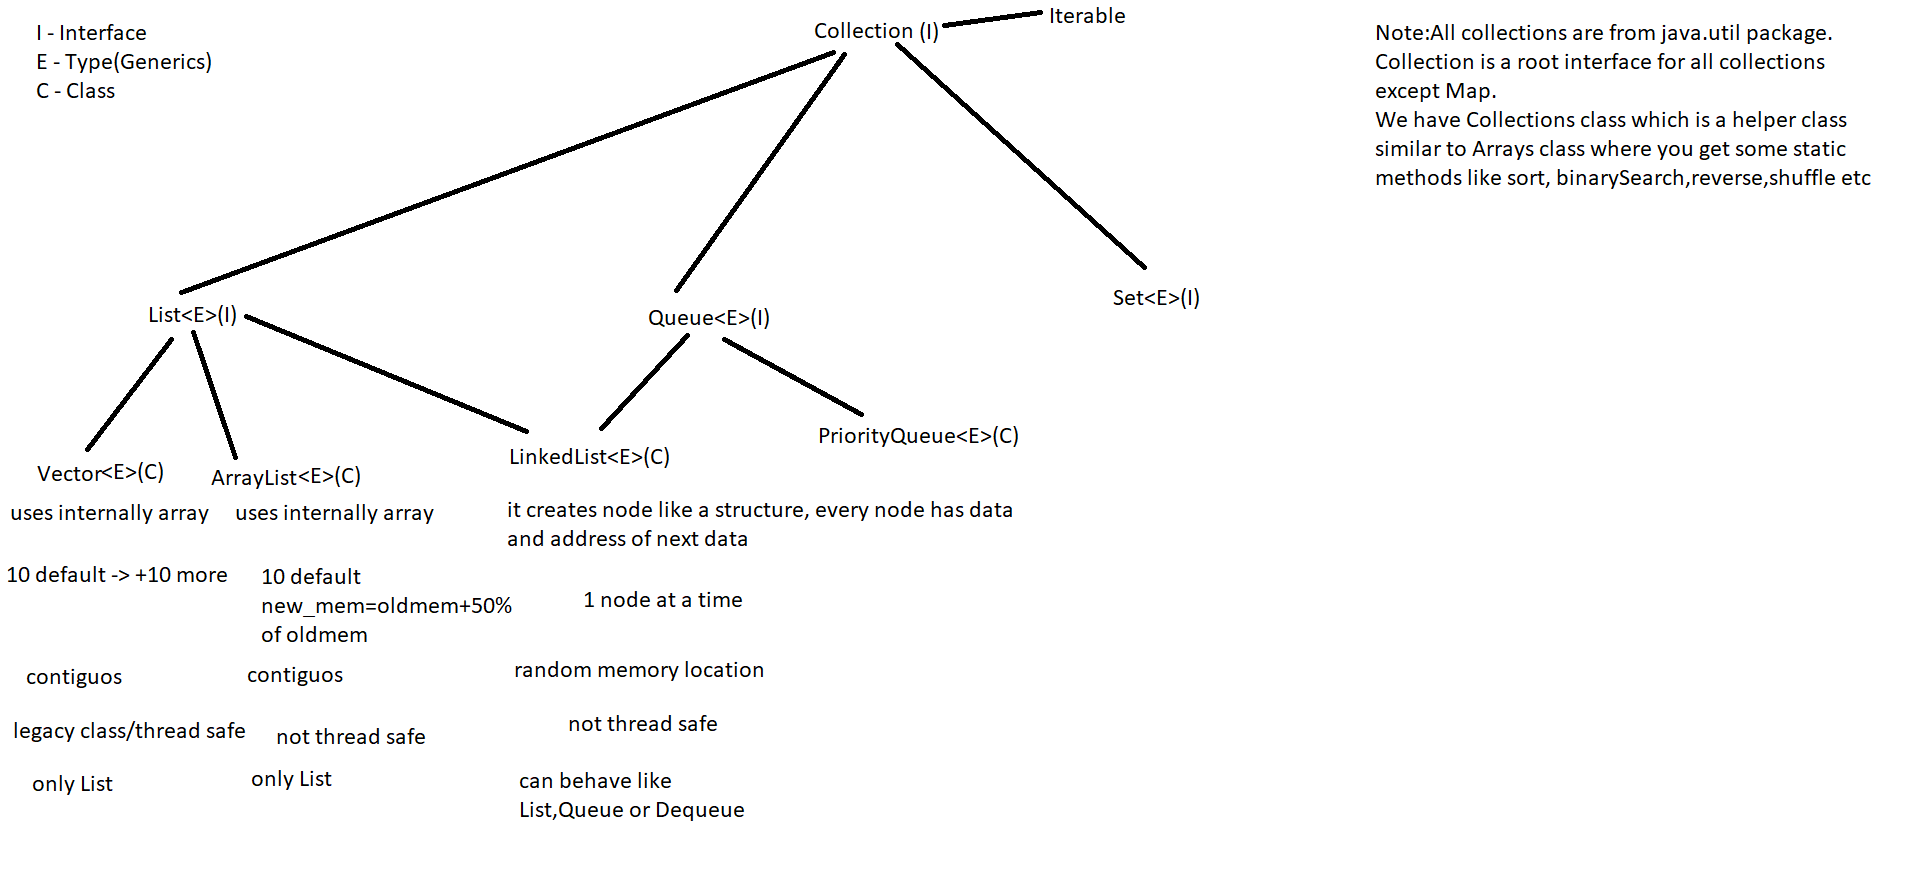 I - Interface
E - Type(Generics)
C - Class
Collection (I)
Iterable
Note:All collections are from java.util package.
Collection is a root interface for all collections
except Map.
We have Collections class which is a helper class
similar to Arrays class where you get some static
methods like sort, binarySearch,reverse,shuffle etc
List<E>(I)
Queue<E>(I)
Set<E>(I)
Vector<E>(C)
ArrayList<E>(C)
LinkedList<E>(C)
PriorityQueue<E>(C)
uses internally array
uses internally array
it creates node like a structure, every node has data
and address of next data
10 default -> +10 more
10 default
new_mem=oldmem+50%
of oldmem
1 node at a time
contiguos
contiguos
random memory location
legacy class/thread safe
not thread safe
not thread safe
only List
only List
can behave like
List,Queue or Dequeue